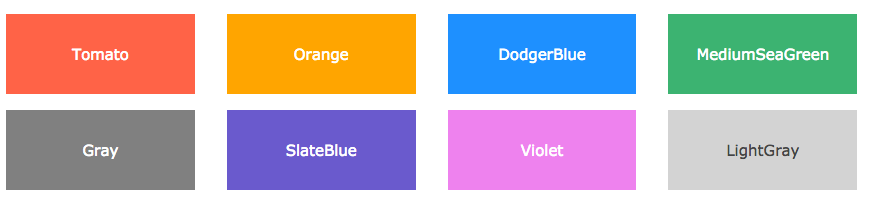 Tomato
Orange
DodgerBlue
MediumSeaGreen
Gray
SlateBlue
Violet
LightGray